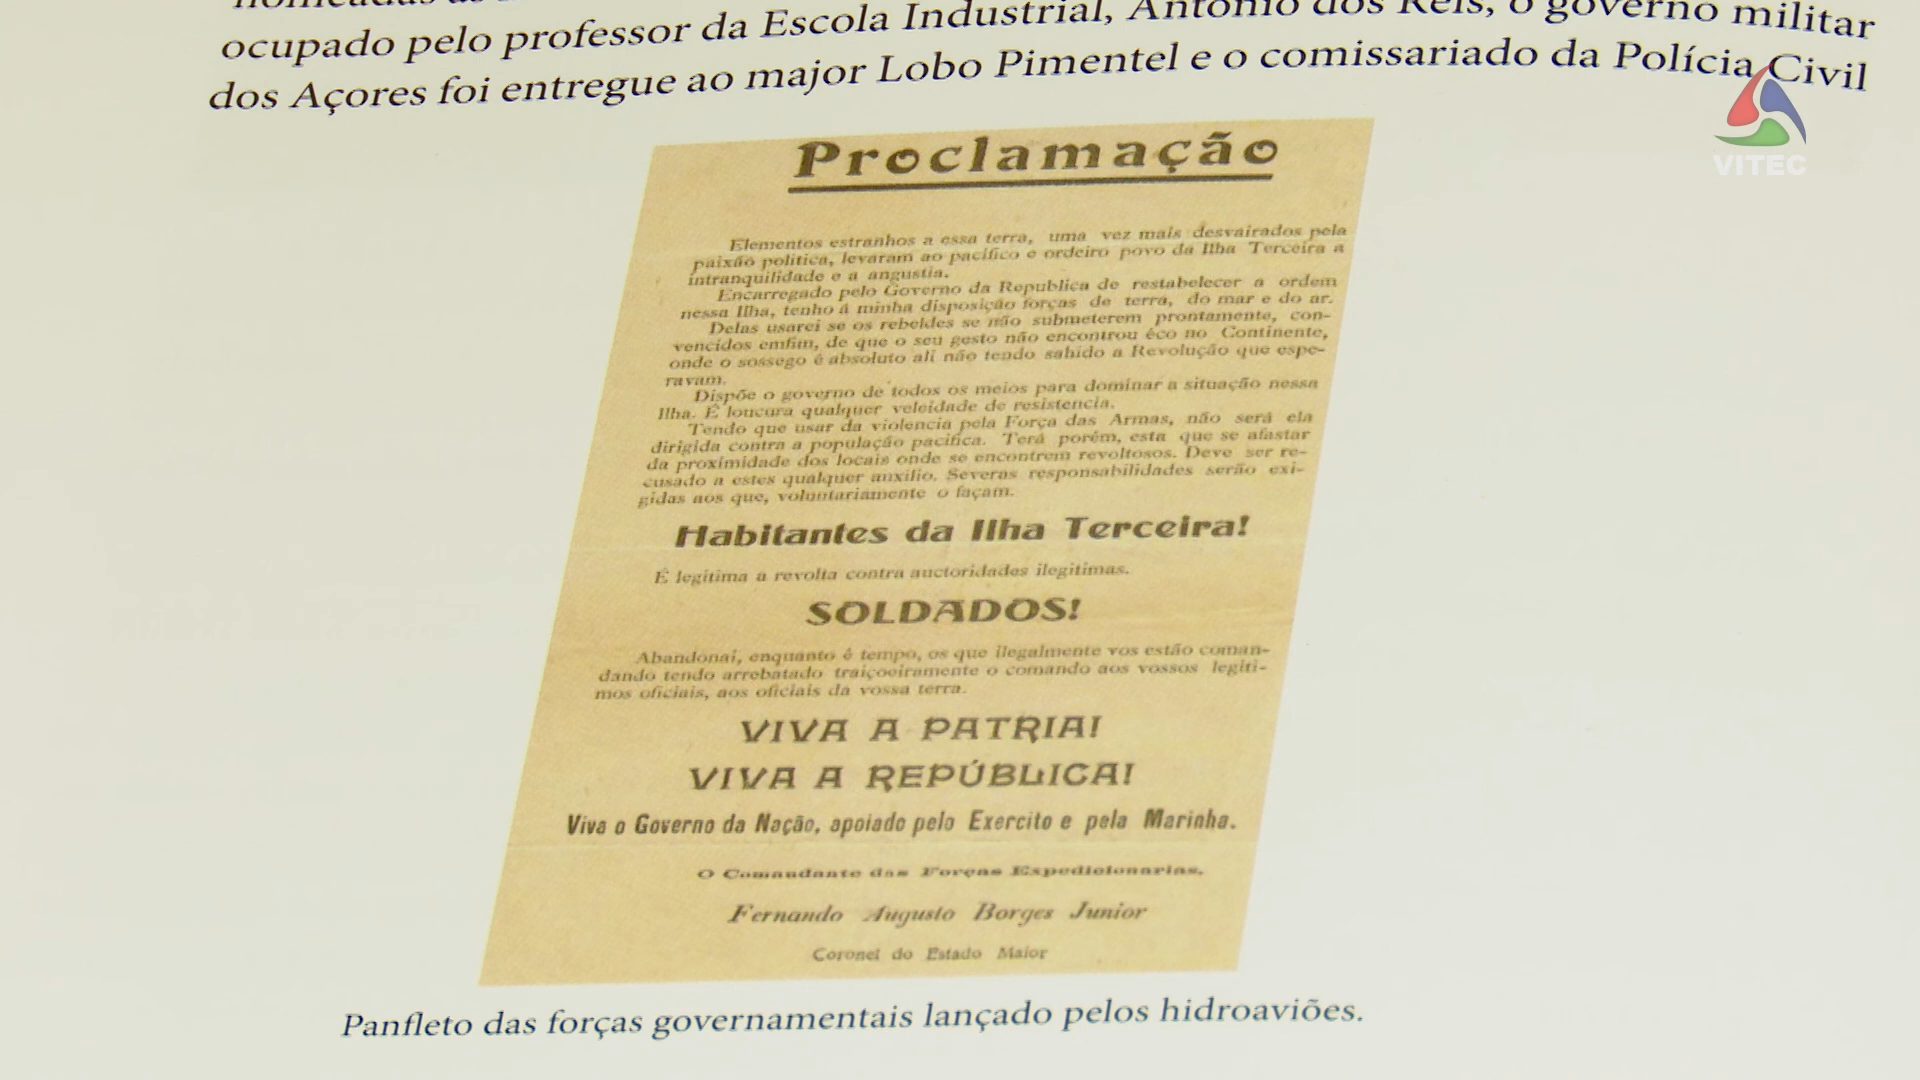 ocupado pelo professor da Escola Industrial, António dos Reis, o governo militar
dos Açores foi entregue ao major Lobo Pimentel e o comissariado da Polícia Civil
VITEC
Proclamação
Elementos estranhos a essa terra, uma vez mais desvairados pela
paixão politica, levaram ao pacifico e ordeiro povo da Ilha Terceira a
intranquilidade e a angustia.
Encarregado pelo Governo da Republica de restabelecer a ordem
nessa Ilha, tenho á minha disposição forças de terra, do mar e do ar.
Delas usarei se os rebeldes se não submeterem prontamente, con-
vencidos emfim, de que o seu gesto não encontrou éco no Continente,
onde o sossego é absoluto ali não tendo sahido a Revolução que espe-
ravam.
Dispõe o governo de todos os meios para dominar a situação nessa
Ilha. É loucura qualquer veleidade de resistencia.
Tendo que usar da violencia pela Força das Armas, não será ela
dirigida contra a população pacifica. Terá porém, esta que se afastar
da proximidade dos locais onde se encontrem revoltosos. Deve ser re-
cusado a estes qualquer auxilio. Severas responsabilidades serão exi-
gidas aos que, voluntariamente o façam.
Habitantes da Ilha Terceira!
É legitima a revolta contra auctoridades ilegitimas.
SOLDADOS!
Abandonai, enquanto é tempo, os que ilegalmente vos estão coman-
dando tendo arrebatado traiçoeiramente o comando aos vossos legiti-
mos oficiais, aos oficiais da vossa terra.
VIVA A PATRIA!
VIVA A REPÚBLICA!
Viva o Governo da Nação, apoiado pelo Exercito e pela Marinha.
O Comandante das Forças Expedicionarias,
Fernando Augusto Borges Junior
Coronel do Estado Maior
Panfleto das forças governamentais lançado pelos hidroaviões.